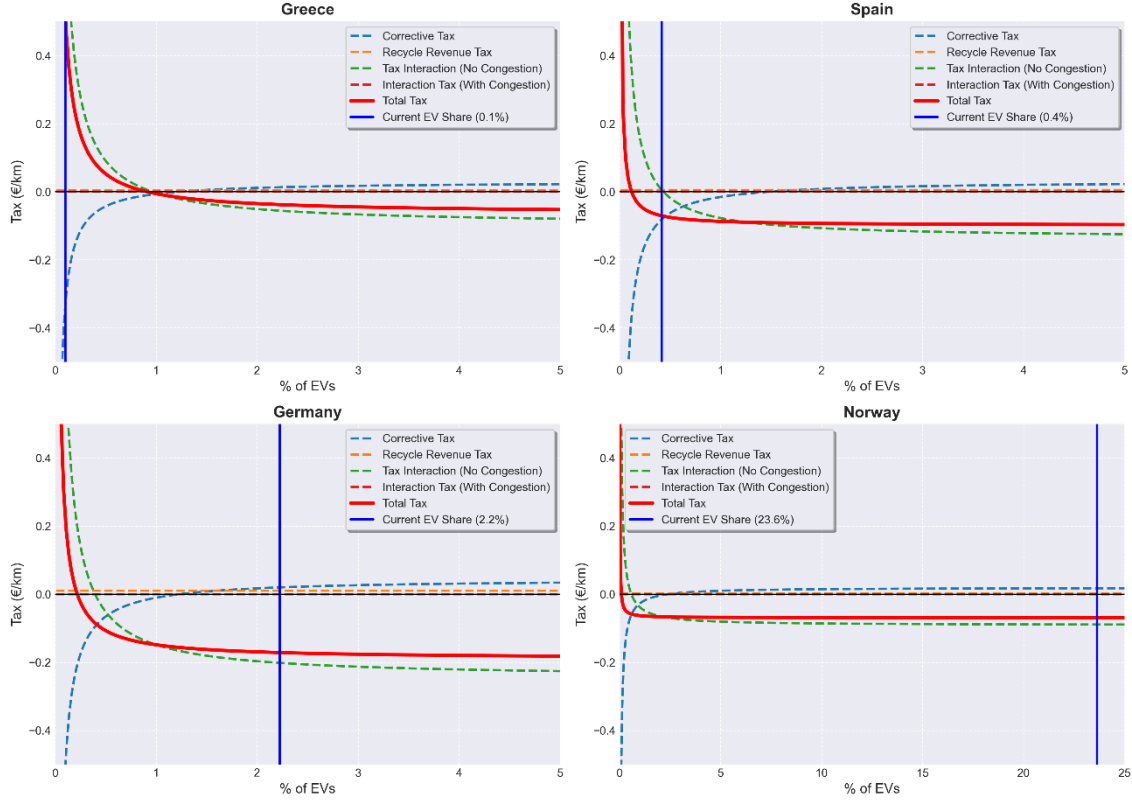 Greece
0.4
0.2
0.0
−0.2
−0.4
Tax (€/km)
Corrective Tax
Recycle Revenue Tax
Tax Interaction (No Congestion)
Interaction Tax (With Congestion)
Total Tax
Current EV Share (0.1%)
0
1
2
3
4
5
% of EVs
Spain
0.4
0.2
0.0
−0.2
−0.4
Tax (€/km)
Corrective Tax
Recycle Revenue Tax
Tax Interaction (No Congestion)
Interaction Tax (With Congestion)
Total Tax
Current EV Share (0.4%)
0
1
2
3
4
5
% of EVs
Germany
0.4
0.2
0.0
−0.2
−0.4
Tax (€/km)
Corrective Tax
Recycle Revenue Tax
Tax Interaction (No Congestion)
Interaction Tax (With Congestion)
Total Tax
Current EV Share (2.2%)
0
1
2
3
4
5
% of EVs
Norway
0.4
0.2
0.0
−0.2
−0.4
Tax (€/km)
Corrective Tax
Recycle Revenue Tax
Tax Interaction (No Congestion)
Interaction Tax (With Congestion)
Total Tax
Current EV Share (23.6%)
0
5
10
15
20
25
% of EVs